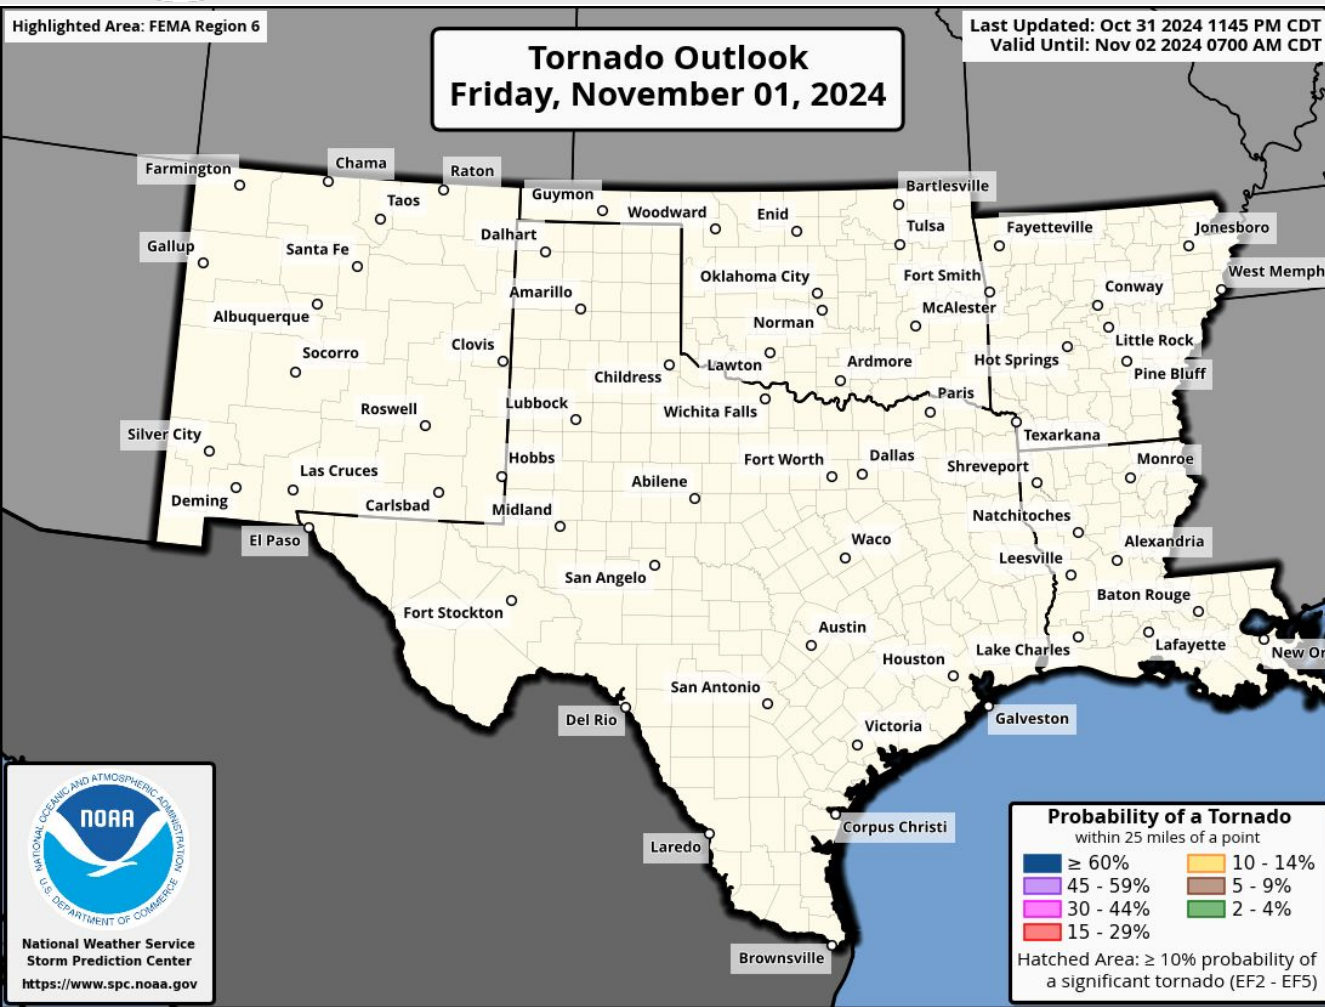 Highlighted Area: FEMA Region 6
Last Updated: Oct 31 2024 1145 PM CDT
Valid Until: Nov 02 2024 0700 AM CDT
Tornado Outlook
Friday, November 01, 2024
Farmington
Chama
Raton
Taos
Guymon
Woodward
Enid
Bartlesville
Tulsa
Fayetteville
Jonesboro
Gallup
Santa Fe
Dalhart
Oklahoma City
Fort Smith
West Memph
Albuquerque
Amarillo
Norman
McAlester
Conway
Little Rock
Socorro
Clovis
Childress
Lawton
Ardmore
Hot Springs
Pine Bluff
Roswell
Lubbock
Wichita Falls
Paris
Texarkana
Silver City
Las Cruces
Hobbs
Abilene
Fort Worth
Dallas
Shreveport
Monroe
Deming
Carlsbad
Midland
Natchitoches
El Paso
San Angelo
Waco
Leesville
Alexandria
Fort Stockton
Austin
Baton Rouge
Houston
Lake Charles
Lafayette
New Or
San Antonio
Del Rio
Victoria
Galveston
Laredo
Corpus Christi
Brownsville
NATIONAL OCEANIC AND ATMOSPHERIC ADMINISTRATION
NOAA
U.S. DEPARTMENT OF COMMERCE
National Weather Service
Storm Prediction Center
https://www.spc.noaa.gov
Probability of a Tornado
within 25 miles of a point
≥ 60%
45 - 59%
30 - 44%
15 - 29%
10 - 14%
5 - 9%
2 - 4%
Hatched Area: ≥ 10% probability of
a significant tornado (EF2 - EF5)